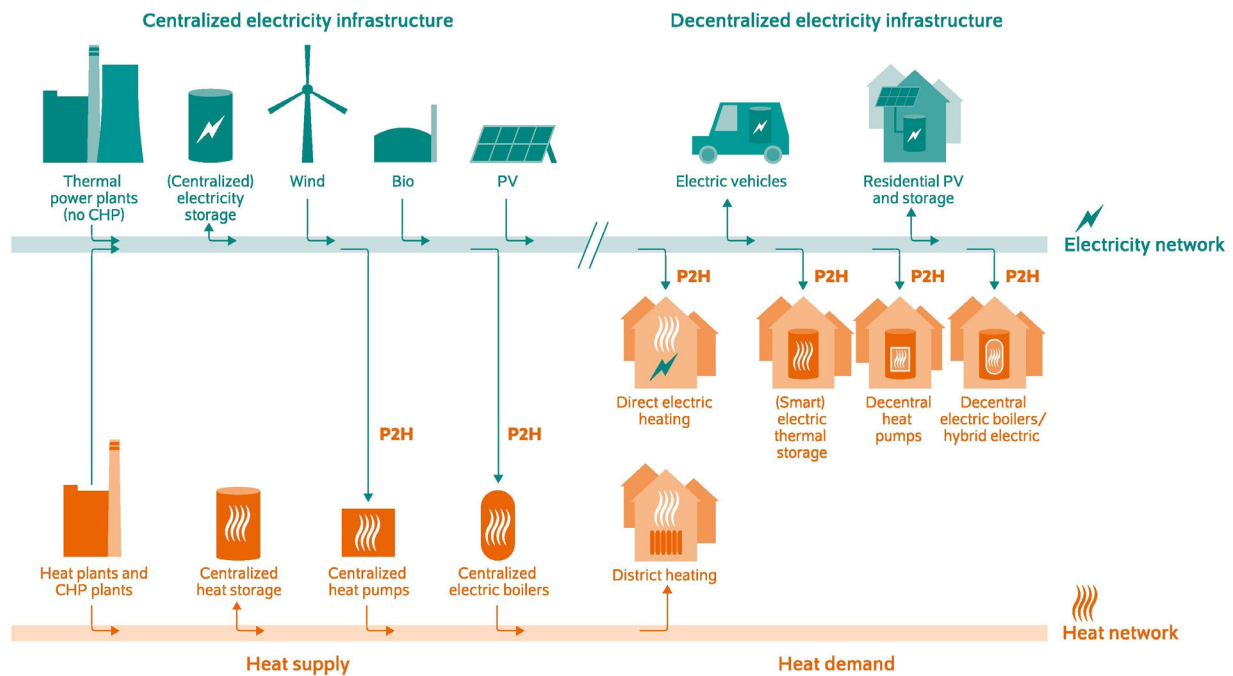 Centralized electricity infrastructure
Decentralized electricity infrastructure
Thermal
power plants
(no CHP)
(Centralized)
electricity
storage
Wind
Bio
PV
Electric vehicles
Residential PV
and storage
Electricity network
P2H
P2H
P2H
P2H
Direct electric
heating
(Smart)
electric
thermal
storage
Decentral
heat
pumps
Decentral
electric boilers/
hybrid electric
P2H
P2H
Heat plants and
CHP plants
Centralized
heat storage
Centralized
heat pumps
Centralized
electric boilers
District heating
Heat network
Heat supply
Heat demand